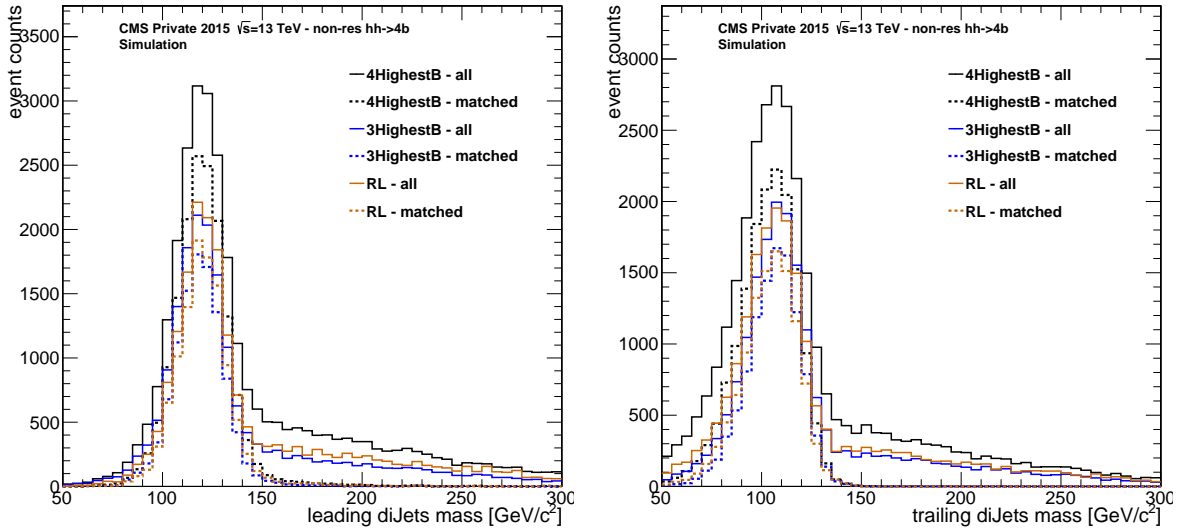 event counts
3500
3000
2500
2000
1500
1000
500
0
CMS Private 2015 √s=13 TeV - non-res hh->4b
Simulation
4HighestB - all
4HighestB - matched
3HighestB - all
3HighestB - matched
RL - all
RL - matched
50 100 150 200 250 300
leading diJets mass [GeV/c²]
event counts
3000
2500
2000
1500
1000
500
0
CMS Private 2015 √s=13 TeV - non-res hh->4b
Simulation
4HighestB - all
4HighestB - matched
3HighestB - all
3HighestB - matched
RL - all
RL - matched
50 100 150 200 250 300
trailing diJets mass [GeV/c²]